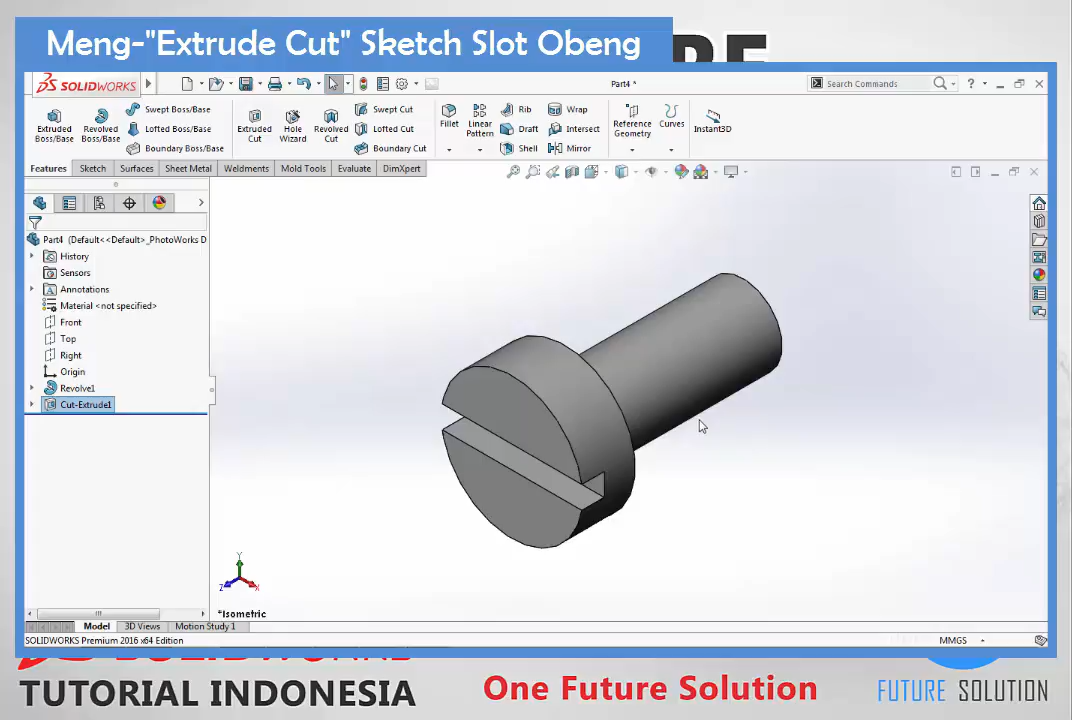 Meng-"Extrude Cut" Sketch Slot Obeng
SOLIDWORKS
Part4 *
Search Commands
Extruded Boss/Base
Revolved Boss/Base
Swept Boss/Base
Lofted Boss/Base
Boundary Boss/Base
Extruded Cut
Hole Wizard
Revolved Cut
Swept Cut
Lofted Cut
Boundary Cut
Fillet
Linear Pattern
Rib
Draft
Shell
Wrap
Intersect
Mirror
Reference Geometry
Curves
Instant3D
Features Sketch Surfaces Sheet Metal Weldments Mold Tools Evaluate DimXpert
Part4 (Default<<Default>_PhotoWorks D
History
Sensors
Annotations
Material <not specified>
Front
Top
Right
Origin
Revolve1
Cut-Extrude1
Y
Z
X
*Isometric
Model 3D Views Motion Study 1
SOLIDWORKS Premium 2016 x64 Edition
MMGS
TUTORIAL INDONESIA
One Future Solution
FUTURE SOLUTION